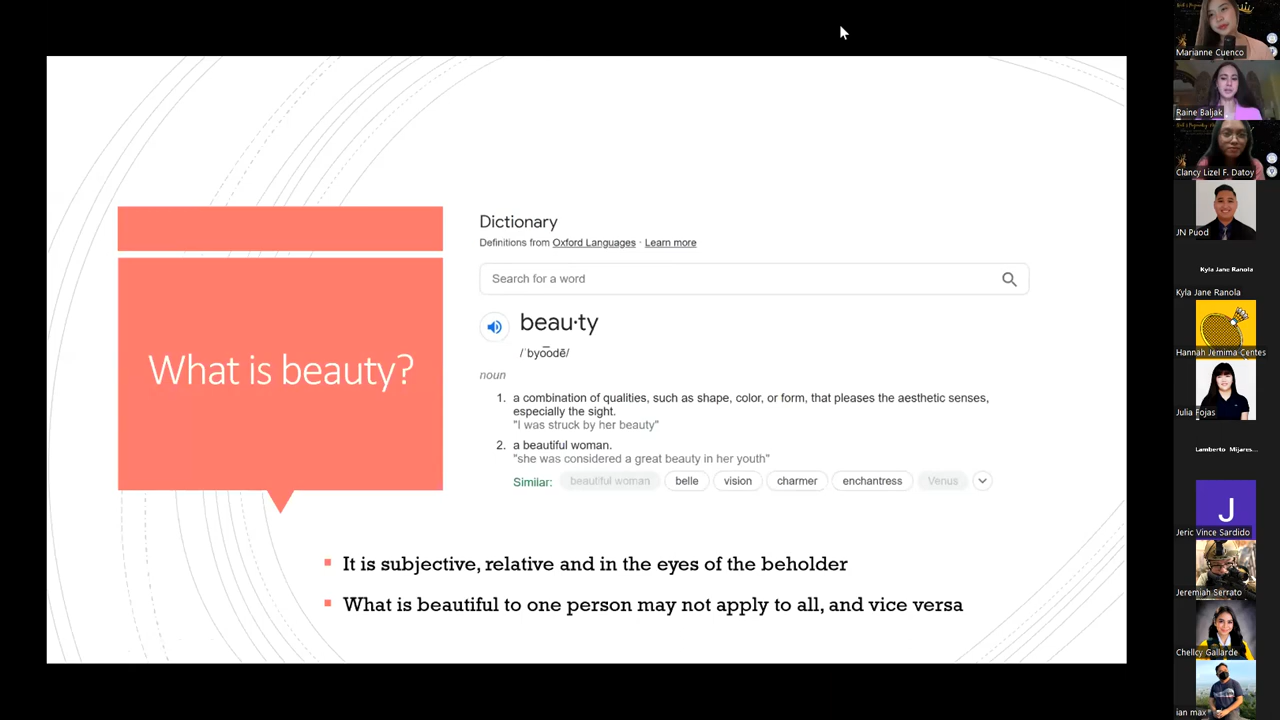 What is beauty?
Dictionary
Definitions from Oxford Languages · Learn more
Search for a word
beau·ty
/ˈbyo͞odē/
noun
1. a combination of qualities, such as shape, color, or form, that pleases the aesthetic senses,
especially the sight.
"I was struck by her beauty"
2. a beautiful woman.
"she was considered a great beauty in her youth"
Similar: beautiful woman belle vision charmer enchantress Venus
It is subjective, relative and in the eyes of the beholder
What is beautiful to one person may not apply to all, and vice versa
Marianne Cuenco
Raine Baljak
Clancy Lizel F. Datoy
JN Puod
Kyla Jane Ranola
Kyla Jane Ranola
Hannah Jemima Centes
Julia Fojas
Lamberto Mijares...
J
Jeric Vince Sardido
Jeremiah Serrato
Chellcy Gallarde
ian max